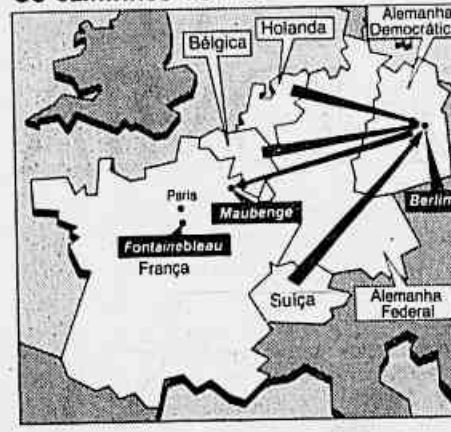 Alemanha
Democrátic
Holanda
Bélgica
Paris
Maubenge
Berlim
Fontainebleau
França
Suíça
Alemanha
Federal